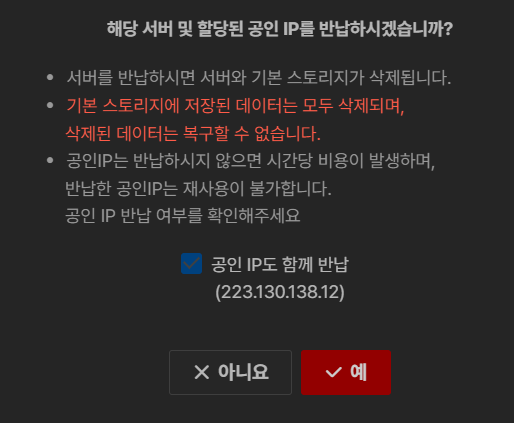 해당 서버 및 할당된 공인 IP를 반납하시겠습니까?
• 서버를 반납하시면 서버와 기본 스토리지가 삭제됩니다.
• 기본 스토리지에 저장된 데이터는 모두 삭제되며,
삭제된 데이터는 복구할 수 없습니다.
• 공인IP는 반납하시지 않으면 시간당 비용이 발생하며,
반납한 공인IP는 재사용이 불가합니다.
공인 IP 반납 여부를 확인해주세요
공인 IP도 함께 반납
(223.130.138.12)
아니요
예